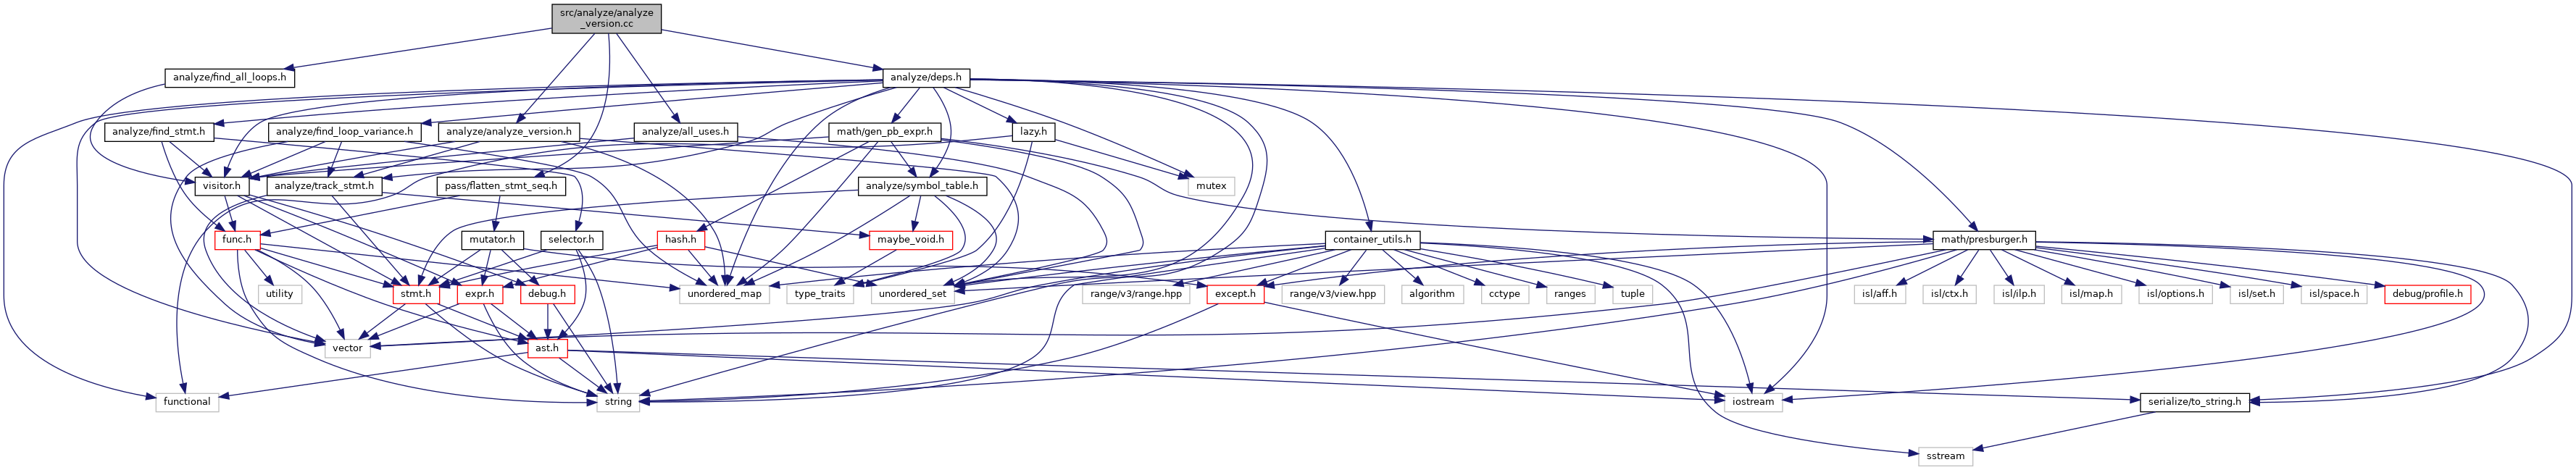 src/analyze/analyze
_version.cc
analyze/find_all_loops.h
analyze/deps.h
analyze/find_stmt.h
analyze/find_loop_variance.h
analyze/analyze_version.h
analyze/all_uses.h
math/gen_pb_expr.h
lazy.h
visitor.h
analyze/track_stmt.h
pass/flatten_stmt_seq.h
analyze/symbol_table.h
mutex
func.h
mutator.h
selector.h
hash.h
maybe_void.h
container_utils.h
math/presburger.h
utility
stmt.h
expr.h
debug.h
unordered_map
type_traits
unordered_set
range/v3/range.hpp
except.h
range/v3/view.hpp
algorithm
cctype
ranges
tuple
isl/aff.h
isl/ctx.h
isl/ilp.h
isl/map.h
isl/options.h
isl/set.h
isl/space.h
debug/profile.h
vector
ast.h
functional
string
iostream
serialize/to_string.h
sstream